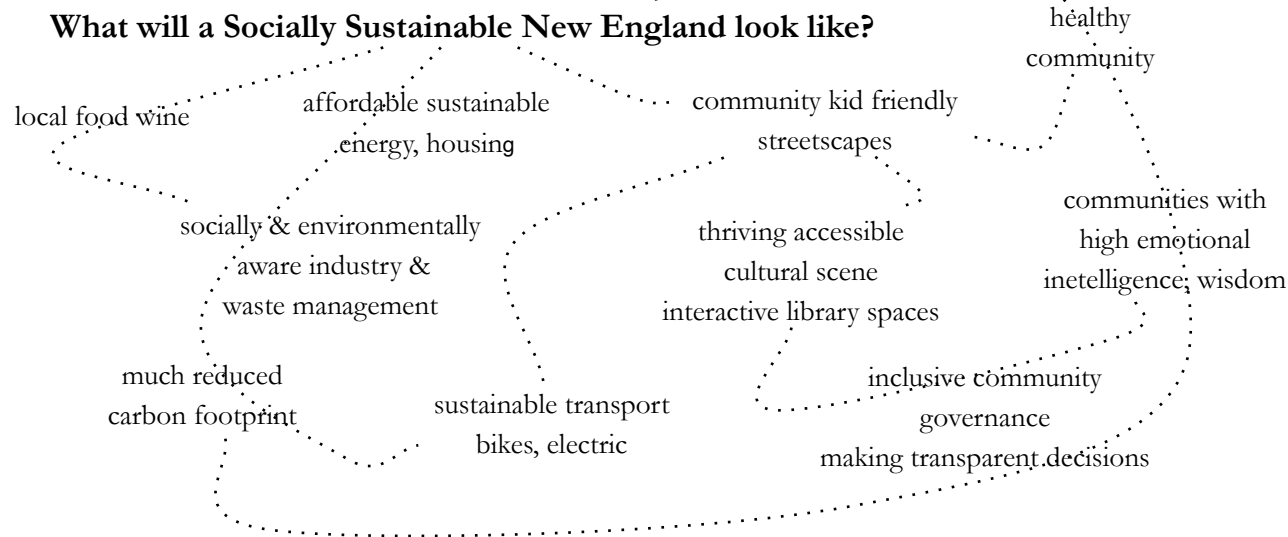 What will a Socially Sustainable New England look like?
healthy
community
local food wine
affordable sustainable
energy, housing
community kid friendly
streetscapes
socially & environmentally
aware industry &
waste management
thriving accessible
cultural scene
interactive library spaces
communities with
high emotional
inetelligence, wisdom
much reduced
carbon footprint
sustainable transport
bikes, electric
inclusive community
governance
making transparent decisions